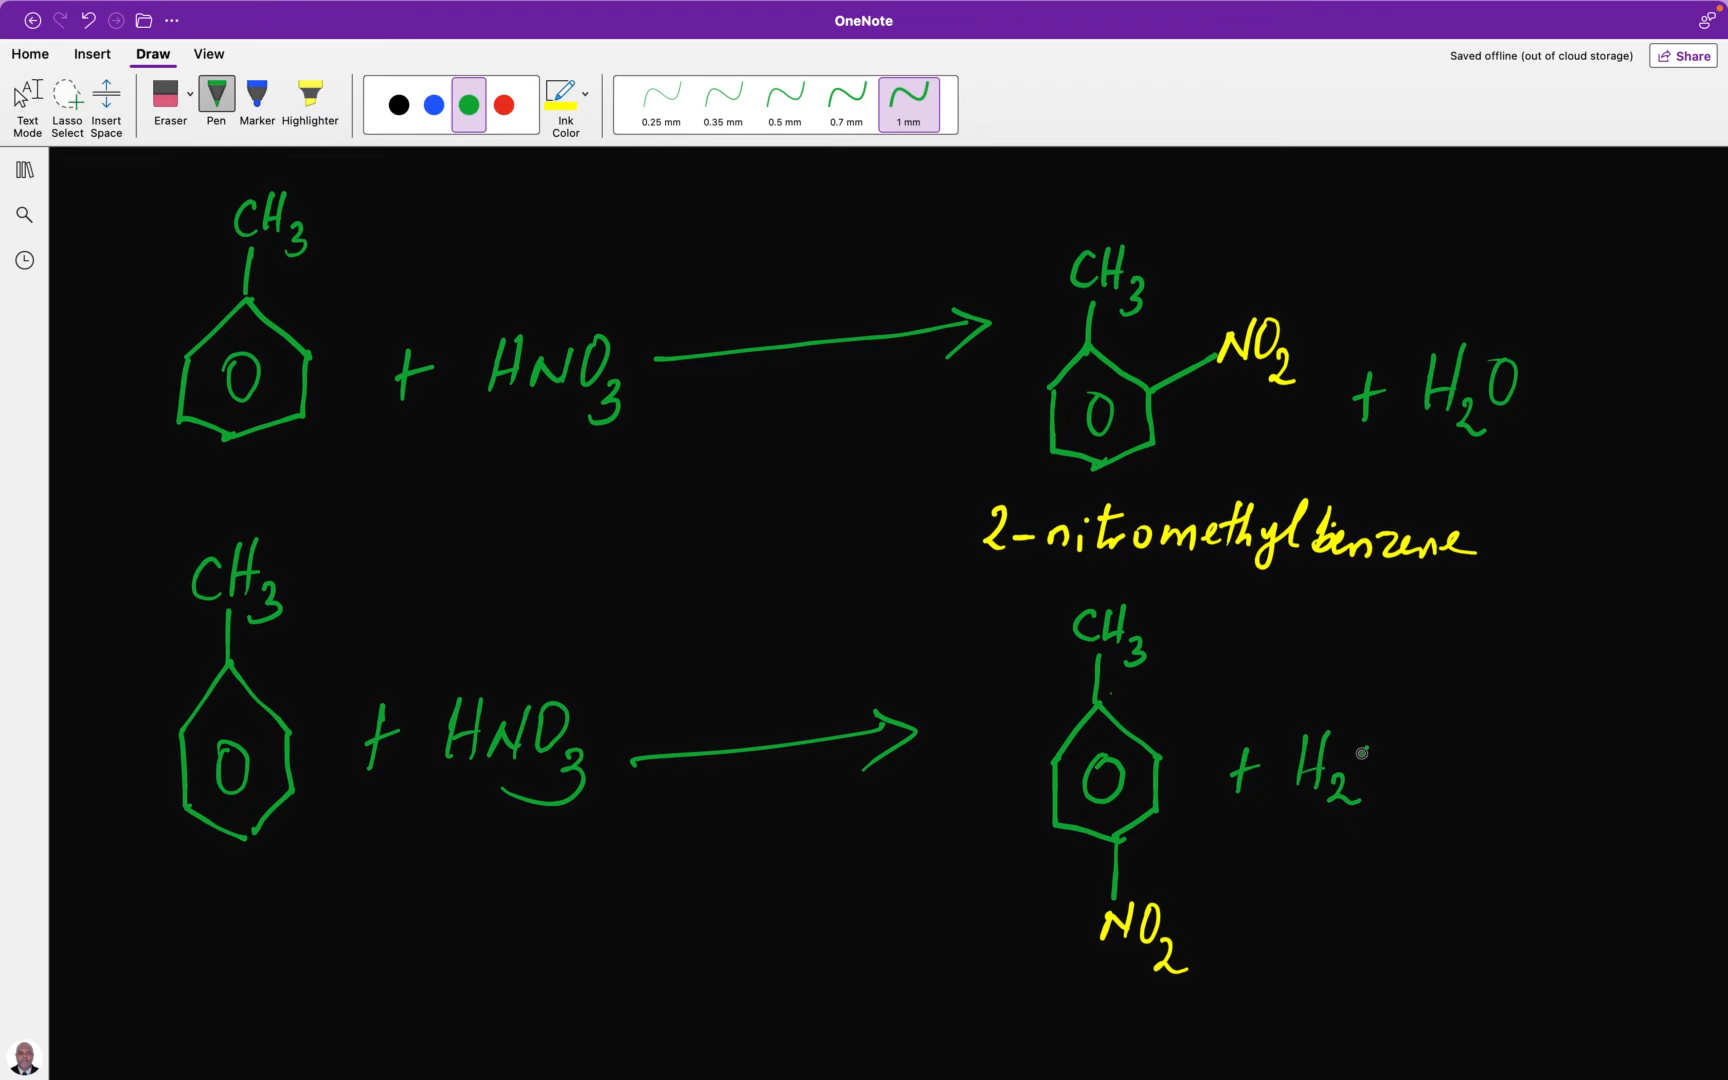 OneNote
Home Insert Draw View
Saved offline (out of cloud storage) Share
Text Mode Lasso Select Insert Space Eraser Pen Marker Highlighter Ink Color 0.25 mm 0.35 mm 0.5 mm 0.7 mm 1 mm
CH₃
CH₃
+ HNO₃ NO₂ + H₂O
2-nitromethylbenzene
CH₃
CH₃
+ HNO₃ + H₂
NO₂